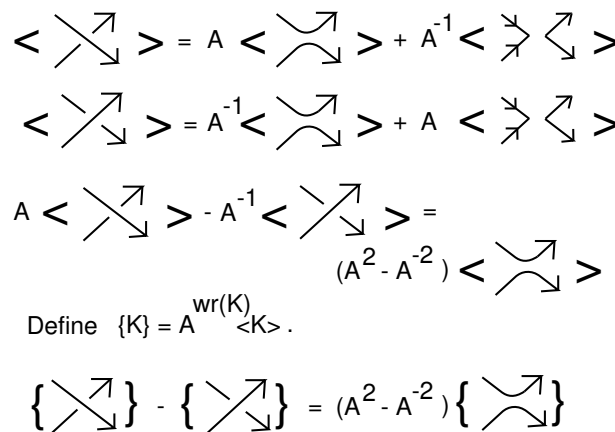 < > = A < > + A^-1 < >
< > = A^-1 < > + A < >
A < > - A^-1 < > =
(A^2 - A^-2) < >
Define {K} = A^wr(K) <K> .
{ } - { } = (A^2 - A^-2) { }